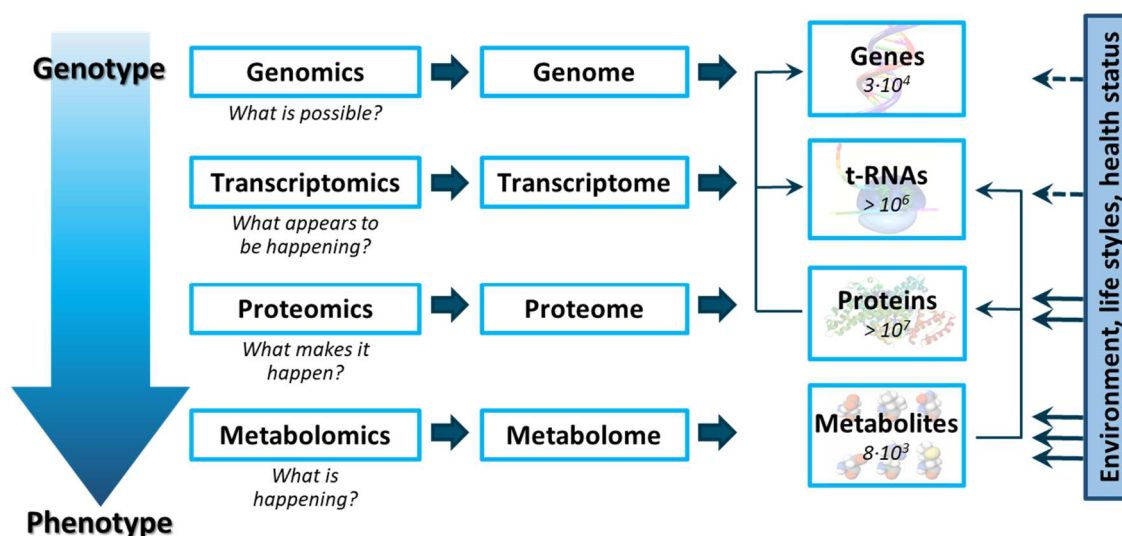 Genotype
Genomics
Genome
Genes
3·10⁴
What is possible?
Transcriptomics
Transcriptome
t-RNAs
> 10⁶
What appears to
be happening?
Proteomics
Proteome
Proteins
> 10⁷
What makes it
happen?
Metabolomics
Metabolome
Metabolites
8·10³
What is
happening?
Phenotype
Environment, life styles, health status